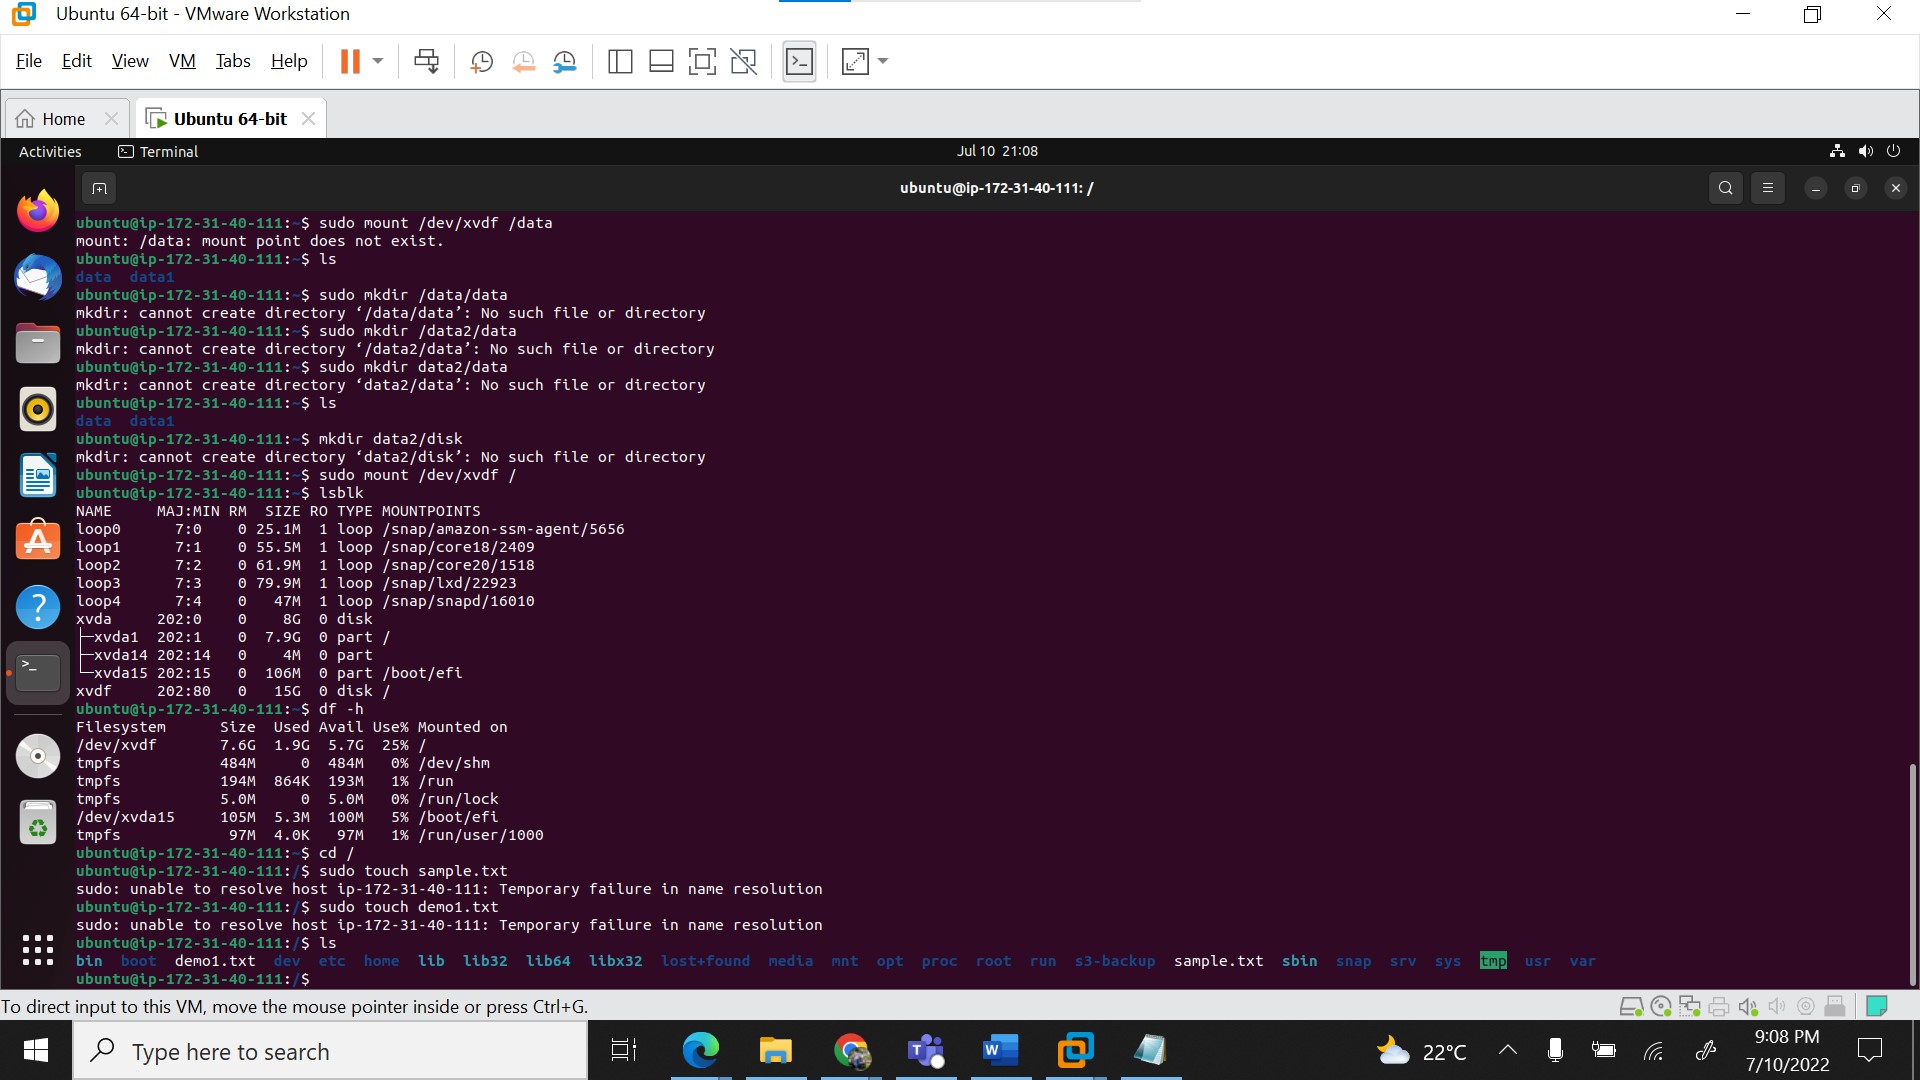 Ubuntu 64-bit - VMware Workstation
File Edit View VM Tabs Help
Home Ubuntu 64-bit
Activities Terminal Jul 10 21:08
ubuntu@ip-172-31-40-111: /
ubuntu@ip-172-31-40-111:~$ sudo mount /dev/xvdf /data
mount: /data: mount point does not exist.
ubuntu@ip-172-31-40-111:~$ ls
data data1
ubuntu@ip-172-31-40-111:~$ sudo mkdir /data/data
mkdir: cannot create directory ‘/data/data’: No such file or directory
ubuntu@ip-172-31-40-111:~$ sudo mkdir /data2/data
mkdir: cannot create directory ‘/data2/data’: No such file or directory
ubuntu@ip-172-31-40-111:~$ sudo mkdir data2/data
mkdir: cannot create directory ‘data2/data’: No such file or directory
ubuntu@ip-172-31-40-111:~$ ls
data data1
ubuntu@ip-172-31-40-111:~$ mkdir data2/disk
mkdir: cannot create directory ‘data2/disk’: No such file or directory
ubuntu@ip-172-31-40-111:~$ sudo mount /dev/xvdf /
ubuntu@ip-172-31-40-111:~$ lsblk
NAME MAJ:MIN RM SIZE RO TYPE MOUNTPOINTS
loop0 7:0 0 25.1M 1 loop /snap/amazon-ssm-agent/5656
loop1 7:1 0 55.5M 1 loop /snap/core18/2409
loop2 7:2 0 61.9M 1 loop /snap/core20/1518
loop3 7:3 0 79.9M 1 loop /snap/lxd/22923
loop4 7:4 0 47M 1 loop /snap/snapd/16010
xvda 202:0 0 8G 0 disk
├─xvda1 202:1 0 7.9G 0 part /
├─xvda14 202:14 0 4M 0 part
└─xvda15 202:15 0 106M 0 part /boot/efi
xvdf 202:80 0 15G 0 disk /
ubuntu@ip-172-31-40-111:~$ df -h
Filesystem Size Used Avail Use% Mounted on
/dev/xvdf 7.6G 1.9G 5.7G 25% /
tmpfs 484M 0 484M 0% /dev/shm
tmpfs 194M 864K 193M 1% /run
tmpfs 5.0M 0 5.0M 0% /run/lock
/dev/xvda15 105M 5.3M 100M 5% /boot/efi
tmpfs 97M 4.0K 97M 1% /run/user/1000
ubuntu@ip-172-31-40-111:~$ cd /
ubuntu@ip-172-31-40-111:/$ sudo touch sample.txt
sudo: unable to resolve host ip-172-31-40-111: Temporary failure in name resolution
ubuntu@ip-172-31-40-111:/$ sudo touch demo1.txt
sudo: unable to resolve host ip-172-31-40-111: Temporary failure in name resolution
ubuntu@ip-172-31-40-111:/$ ls
bin boot demo1.txt dev etc home lib lib32 lib64 libx32 lost+found media mnt opt proc root run s3-backup sample.txt sbin snap srv sys tmp usr var
ubuntu@ip-172-31-40-111:/$
To direct input to this VM, move the mouse pointer inside or press Ctrl+G.
Type here to search
22°C
9:08 PM
7/10/2022